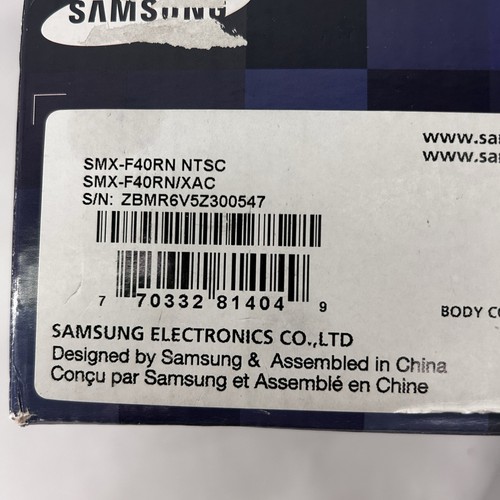 SAMSUNG
www.sa
www.sa
SMX-F40RN NTSC
SMX-F40RN/XAC
S/N: ZBMR6V5Z300547
7 70332 81404 9
BODY CO
SAMSUNG ELECTRONICS CO.,LTD
Designed by Samsung & Assembled in China
Conçu par Samsung et Assemblé en Chine